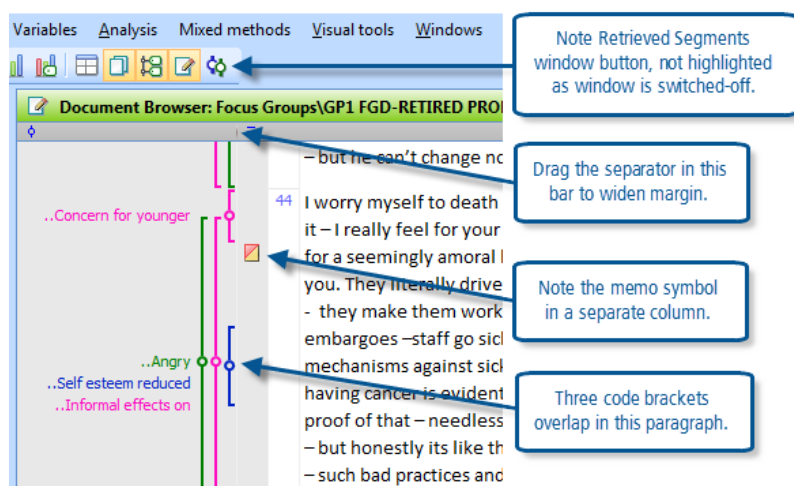 Variables Analysis Mixed methods Visual tools Windows
Note Retrieved Segments
window button, not highlighted
as window is switched-off.
Document Browser: Focus Groups\GP1 FGD-RETIRED
Drag the separator in this
bar to widen margin.
– but he can't change
44 I worry myself to death
..Concern for younger
it – I really feel for your
for a seemingly amoral
you. They literally drive
- they make them work
embargoes –staff go
mechanisms against
having cancer is evident
proof of that – needless
– but honestly its like
– such bad practices and
Note the memo symbol
in a separate column.
..Angry
..Self esteem reduced
..Informal effects on
Three code brackets
overlap in this paragraph.